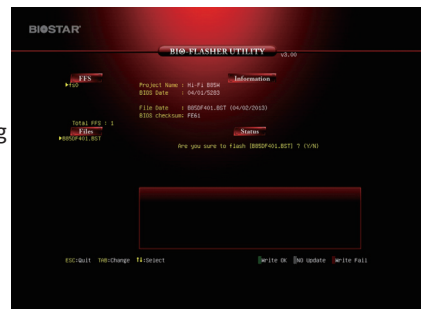 BIOSTAR
BIO-FLASHER UTILITY v3.00
FFS
▶fs0
Total FFS : 1
Files
▶B85DF401.BST
Information
Project Name : Hi-Fi B85W
BIOS Date : 04/01/5203
File Date : B85DF401.BST (04/02/2013)
BIOS checksum: FE61
Status
Are you sure to flash [B85DF401.BST] ? (Y/N)
ESC:Quit TAB:Change ↑↓:Select
Write OK NO Update Write Fail
g